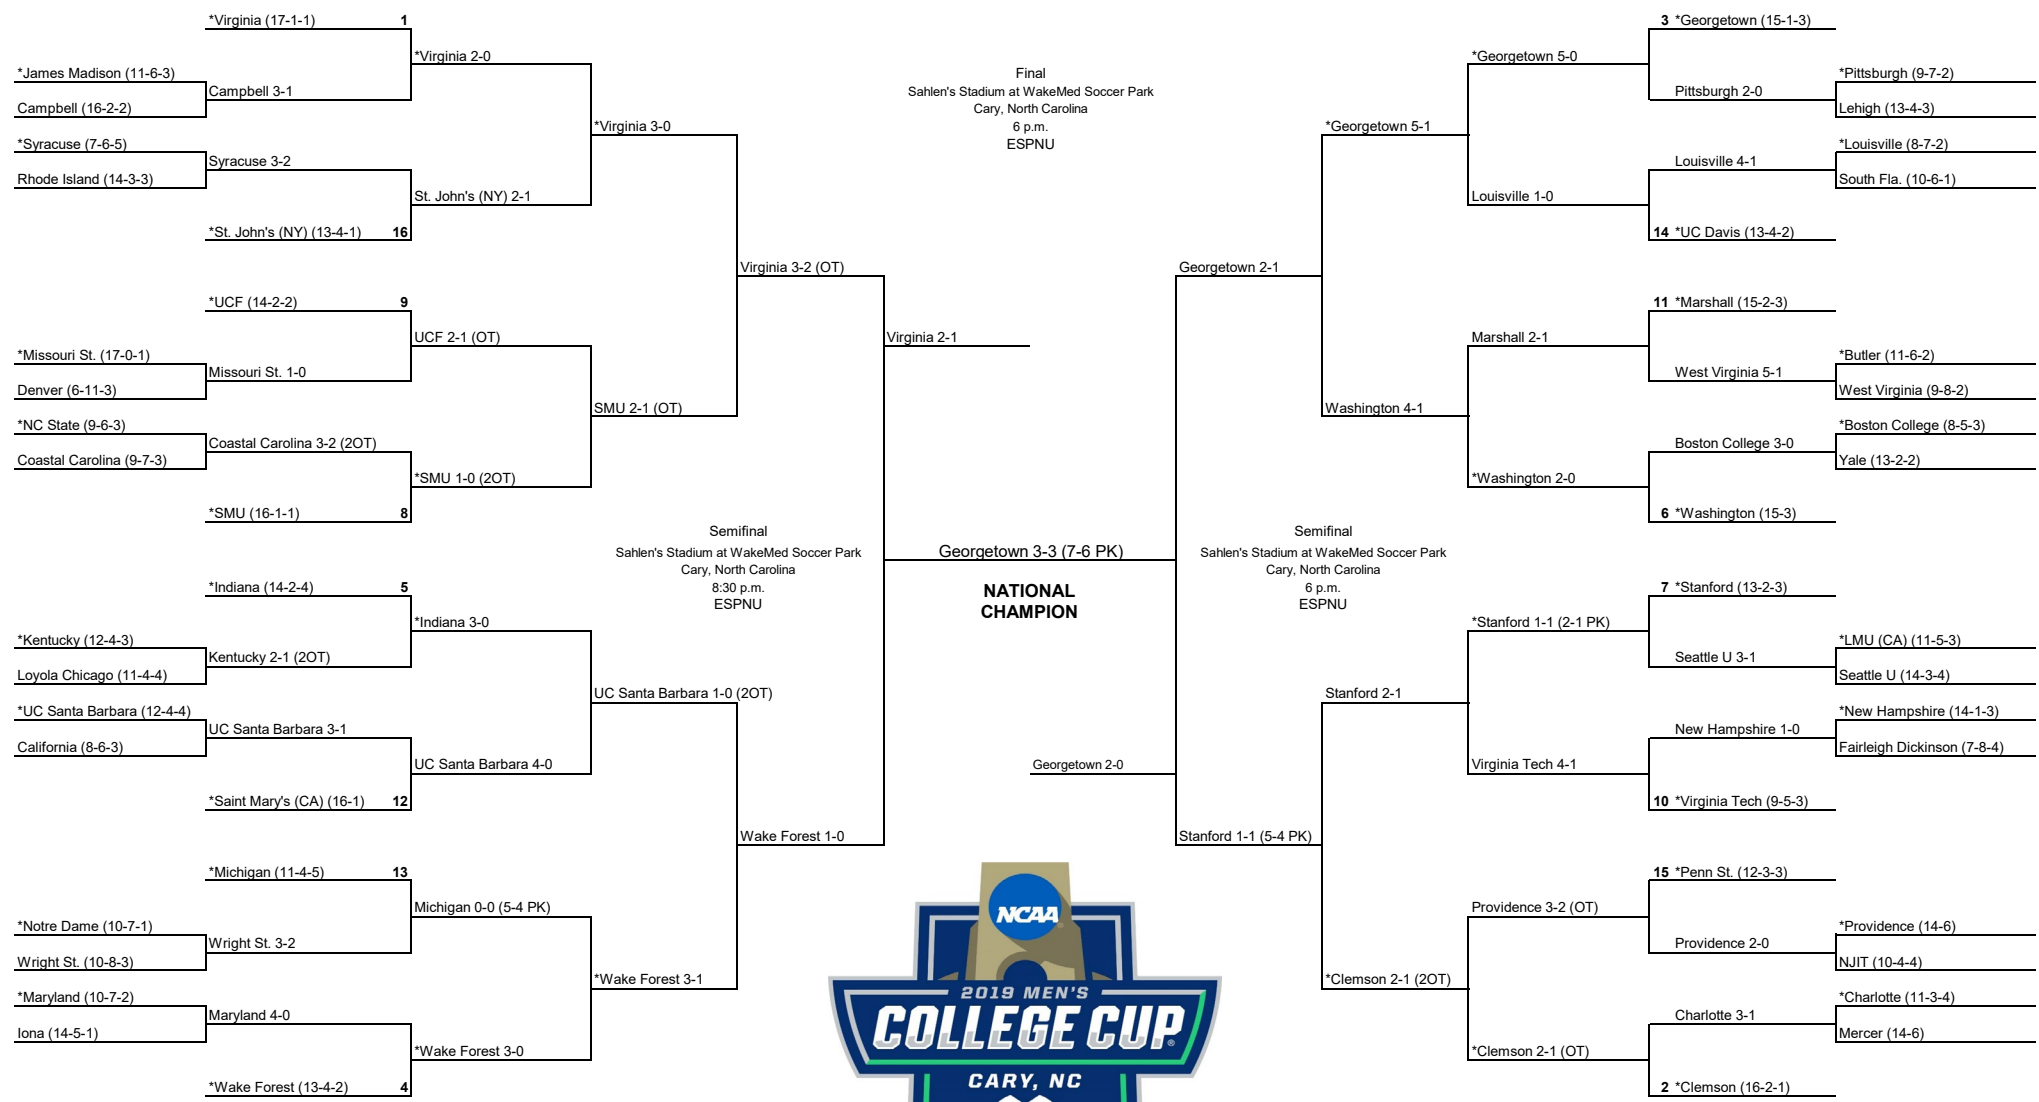 *Virginia (17-1-1) 1
*James Madison (11-6-3)
Campbell (16-2-2)
Campbell 3-1
*Virginia 2-0
*Syracuse (7-6-5)
Rhode Island (14-3-3)
Syracuse 3-2
*St. John's (NY) (13-4-1) 16
St. John's (NY) 2-1
*Virginia 3-0
*UCF (14-2-2) 9
*Missouri St. (17-0-1)
Denver (6-11-3)
Missouri St. 1-0
UCF 2-1 (OT)
*NC State (9-6-3)
Coastal Carolina (9-7-3)
Coastal Carolina 3-2 (2OT)
*SMU (16-1-1) 8
*SMU 1-0 (2OT)
SMU 2-1 (OT)
Virginia 3-2 (OT)
*Indiana (14-2-4) 5
*Kentucky (12-4-3)
Loyola Chicago (11-4-4)
Kentucky 2-1 (2OT)
*Indiana 3-0
*UC Santa Barbara (12-4-4)
California (8-6-3)
UC Santa Barbara 3-1
*Saint Mary's (CA) (16-1) 12
UC Santa Barbara 4-0
UC Santa Barbara 1-0 (2OT)
*Michigan (11-4-5) 13
*Notre Dame (10-7-1)
Wright St. (10-8-3)
Wright St. 3-2
Michigan 0-0 (5-4 PK)
*Maryland (10-7-2)
Iona (14-5-1)
Maryland 4-0
*Wake Forest (13-4-2) 4
*Wake Forest 3-0
*Wake Forest 3-1
Wake Forest 1-0
Semifinal
Sahlen's Stadium at WakeMed Soccer Park
Cary, North Carolina
8:30 p.m.
ESPNU
Virginia 2-1
Final
Sahlen's Stadium at WakeMed Soccer Park
Cary, North Carolina
6 p.m.
ESPNU
Georgetown 3-3 (7-6 PK)
NATIONAL
CHAMPION
Georgetown 2-0
Semifinal
Sahlen's Stadium at WakeMed Soccer Park
Cary, North Carolina
6 p.m.
ESPNU
3 *Georgetown (15-1-3)
*Pittsburgh (9-7-2)
Lehigh (13-4-3)
Pittsburgh 2-0
*Georgetown 5-0
*Louisville (8-7-2)
South Fla. (10-6-1)
Louisville 4-1
14 *UC Davis (13-4-2)
Louisville 1-0
*Georgetown 5-1
11 *Marshall (15-2-3)
*Butler (11-6-2)
West Virginia (9-8-2)
West Virginia 5-1
Marshall 2-1
*Boston College (8-5-3)
Yale (13-2-2)
Boston College 3-0
6 *Washington (15-3)
*Washington 2-0
Washington 4-1
Georgetown 2-1
7 *Stanford (13-2-3)
*LMU (CA) (11-5-3)
Seattle U (14-3-4)
Seattle U 3-1
*Stanford 1-1 (2-1 PK)
*New Hampshire (14-1-3)
Fairleigh Dickinson (7-8-4)
New Hampshire 1-0
10 *Virginia Tech (9-5-3)
Virginia Tech 4-1
Stanford 2-1
15 *Penn St. (12-3-3)
*Providence (14-6)
NJIT (10-4-4)
Providence 2-0
Providence 3-2 (OT)
*Charlotte (11-3-4)
Mercer (14-6)
Charlotte 3-1
2 *Clemson (16-2-1)
*Clemson 2-1 (OT)
*Clemson 2-1 (2OT)
Stanford 1-1 (5-4 PK)
NCAA
2019 MEN'S
COLLEGE CUP®
CARY, NC